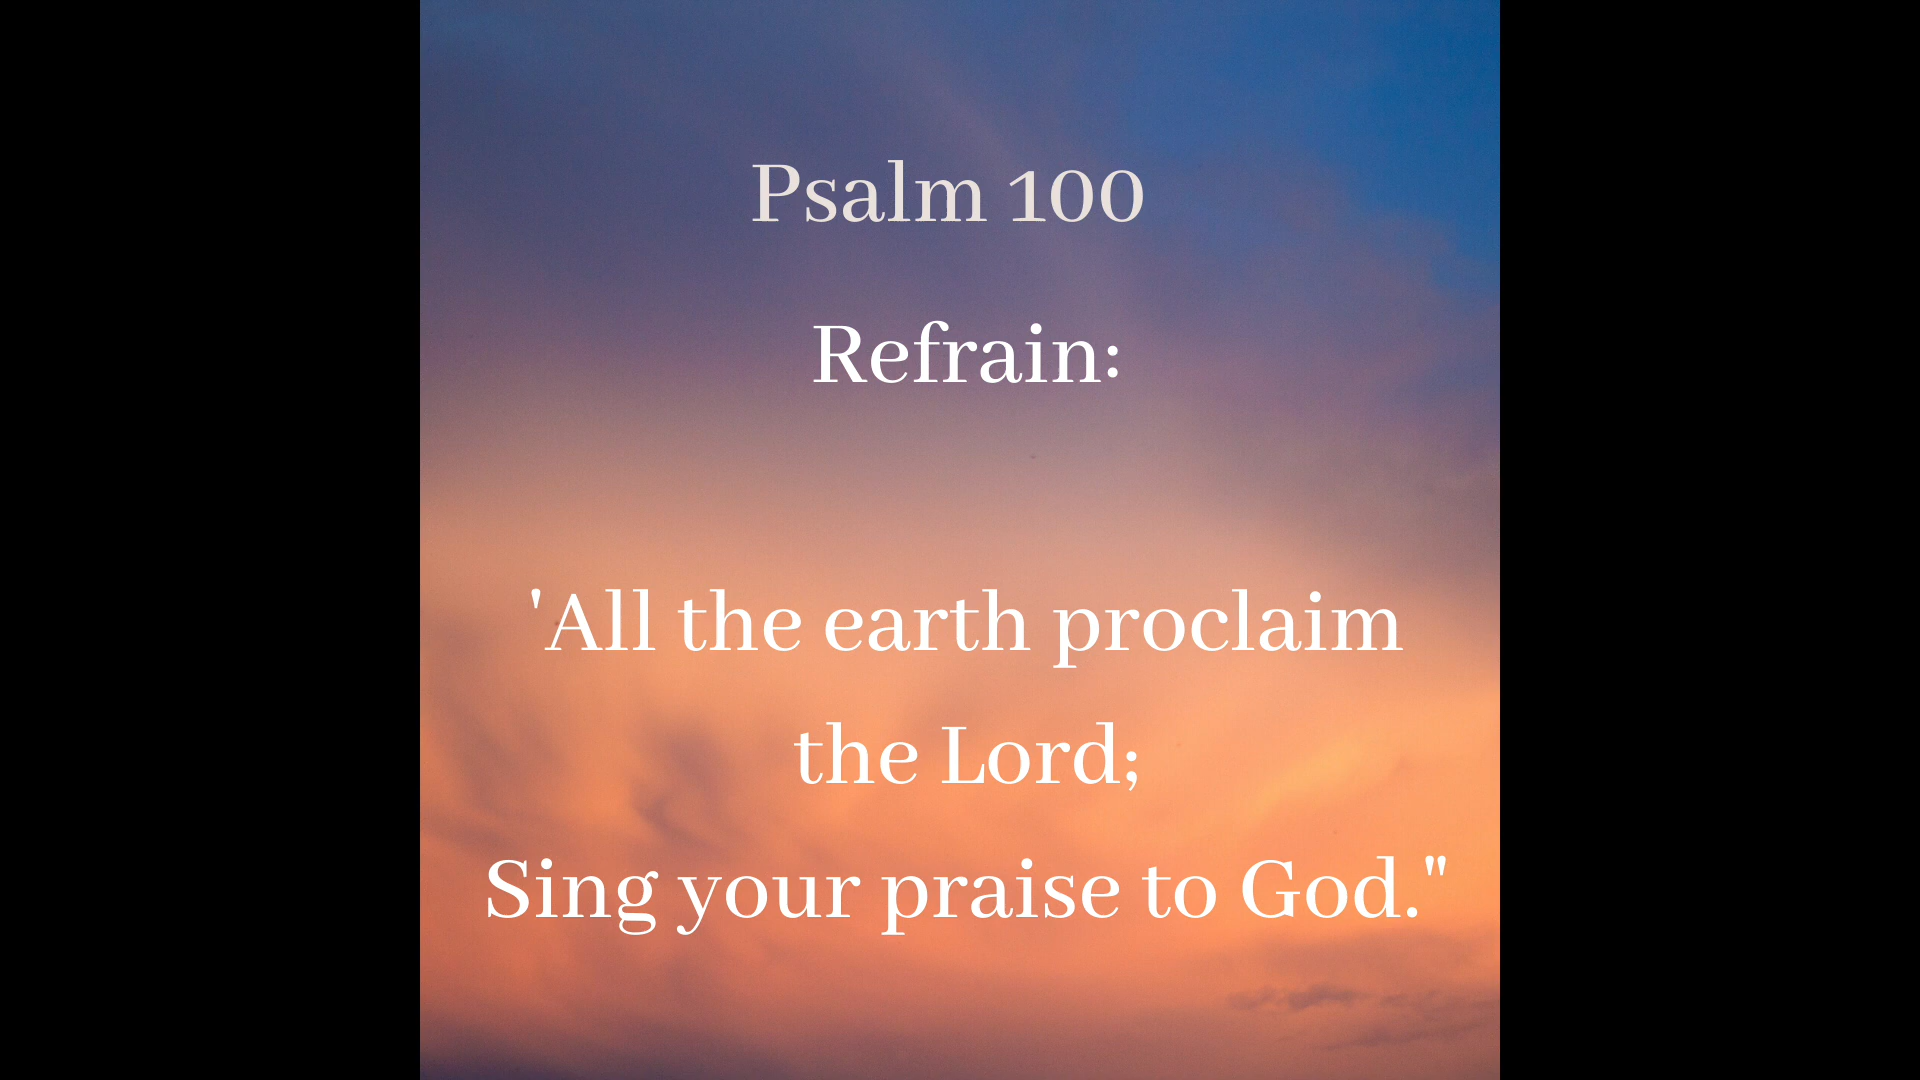 Psalm 100
Refrain:
'All the earth proclaim
the Lord;
Sing your praise to God."